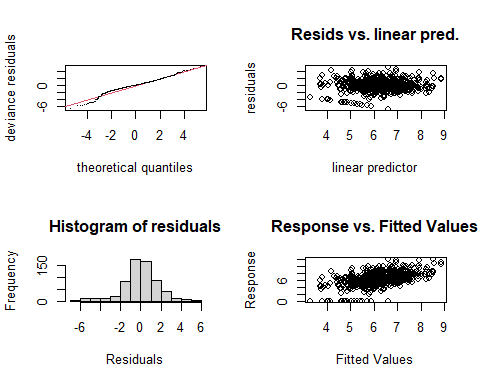 deviance residuals
-6 0
-4 -2 0 2 4
theoretical quantiles
Resids vs. linear pred.
residuals
-6 0
4 5 6 7 8 9
linear predictor
Histogram of residuals
Frequency
0 150
-6 -2 0 2 4 6
Residuals
Response vs. Fitted Values
Response
0 6
4 5 6 7 8 9
Fitted Values